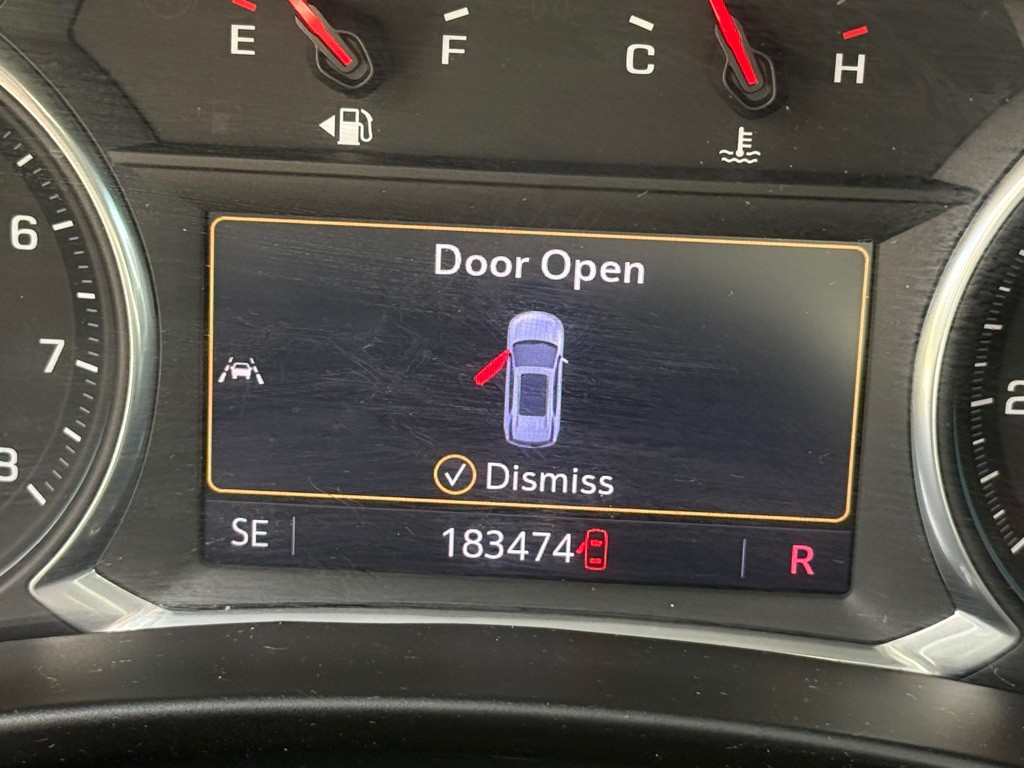 E F C H
6
7
8
Door Open
Dismiss
SE 183474 R